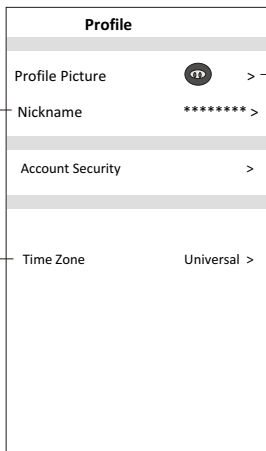 Profile
Profile Picture >
Nickname ******** >
Account Security >
Time Zone Universal >